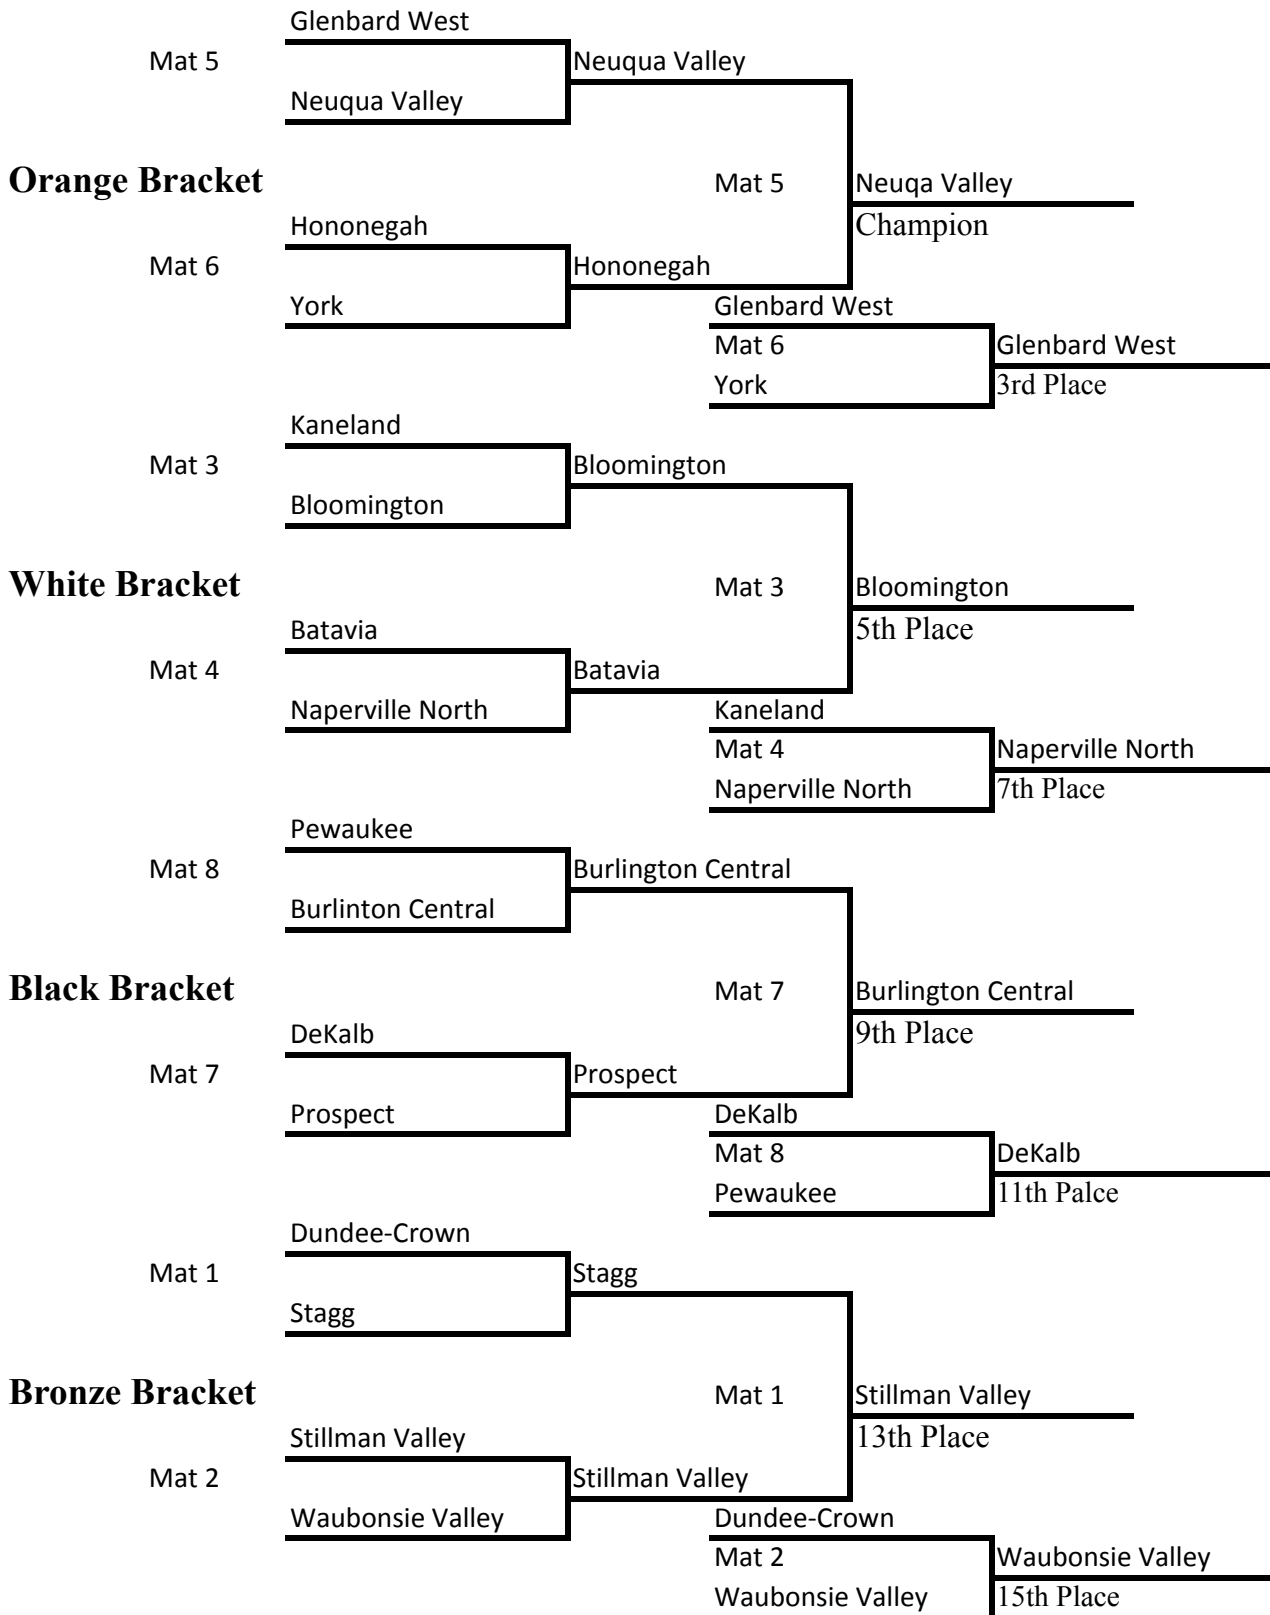 Glenbard West
Mat 5
Neuqua Valley
Neuqua Valley
Orange Bracket
Mat 5
Neuqa Valley
Champion
Hononegah
Mat 6
Hononegah
York
Glenbard West
Mat 6
Glenbard West
York
3rd Place
Kaneland
Mat 3
Bloomington
Bloomington
White Bracket
Mat 3
Bloomington
5th Place
Batavia
Mat 4
Batavia
Naperville North
Kaneland
Mat 4
Naperville North
Naperville North
7th Place
Pewaukee
Mat 8
Burlington Central
Burlinton Central
Black Bracket
Mat 7
Burlington Central
9th Place
DeKalb
Mat 7
Prospect
Prospect
DeKalb
Mat 8
DeKalb
Pewaukee
11th Palce
Dundee-Crown
Mat 1
Stagg
Stagg
Bronze Bracket
Mat 1
Stillman Valley
13th Place
Stillman Valley
Mat 2
Stillman Valley
Waubonsie Valley
Dundee-Crown
Mat 2
Waubonsie Valley
Waubonsie Valley
15th Place